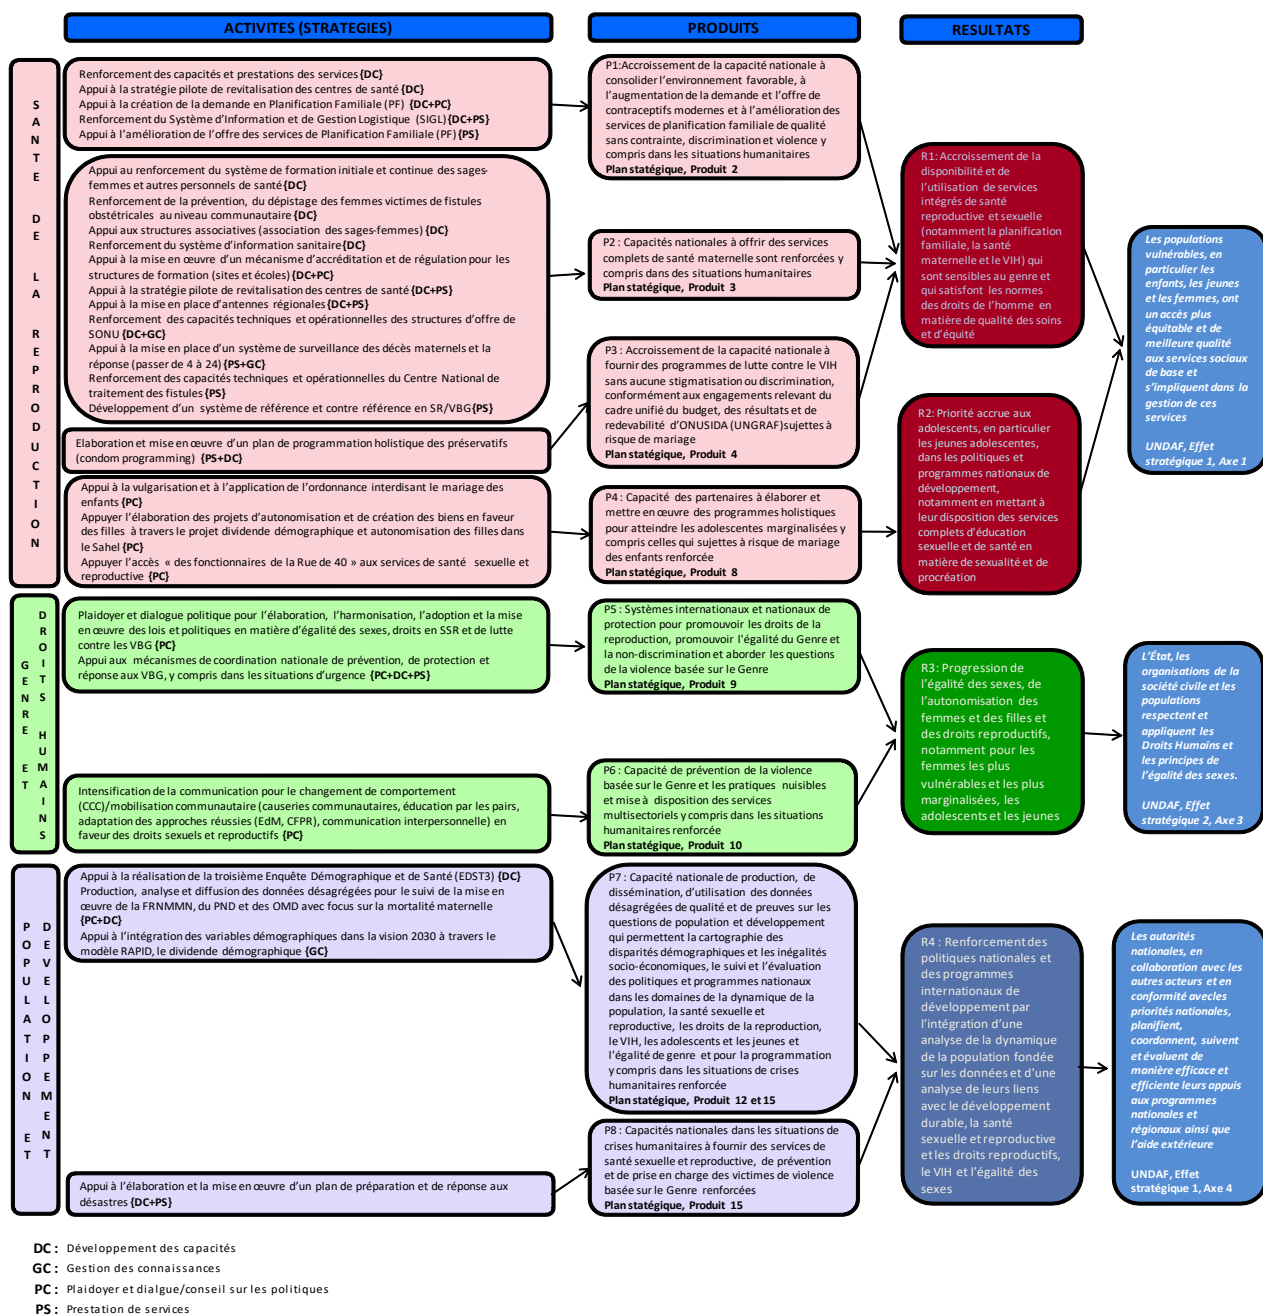 ACTIVITES (STRATEGIES)
PRODUITS
RESULTATS
SANTE DE LA REPRODUCTION
Renforcement des capacités et prestations des services {DC}
Appui à la stratégie pilote de revitalisation des centres de santé {DC}
Appui à la création de la demande en Planification Familiale (PF) {DC+PC}
Renforcement du Système d'Information et de Gestion Logistique (SIGL) {DC+PS}
Appui à l'amélioration de l'offre des services de Planification Familiale (PF) {PS}
Appui au renforcement du système de formation initiale et continue des sages-
femmes et autres personnels de santé {DC}
Renforcement de la prévention, du dépistage des femmes victimes de fistules
obstétricales au niveau communautaire {DC}
Appui aux structures associatives (association des sages-femmes) {DC}
Renforcement du système d'information sanitaire {DC}
Appui à la mise en œuvre d'un mécanisme d'accréditation et de régulation pour les
structures de formation (sites et écoles) {DC+PC}
Appui à la stratégie pilote de revitalisation des centres de santé {DC+PS}
Appui à la mise en place d'antennes régionales {DC+PS}
Renforcement des capacités techniques et opérationnelles des structures d'offre de
SONU {DC+GC}
Appui à la mise en place d'un système de surveillance des décès maternels et la
réponse (passer de 4 à 24) {PS+GC}
Renforcement des capacités techniques et opérationnelles du Centre National de
traitement des fistules {PS}
Développement d'un système de référence et contre référence en SR/VBG {PS}
Elaboration et mise en œuvre d'un plan de programmation holistique des préservatifs
(condom programming) {PS+DC}
Appui à la vulgarisation et à l'application de l'ordonnance interdisant le mariage des
enfants {PC}
Appuyer l'élaboration des projets d'autonomisation et de création des biens en faveur
des filles à travers le projet dividende démographique et autonomisation des filles dans
le Sahel {PC}
Appuyer l'accès « des fonctionnaires de la Rue de 40 » aux services de santé sexuelle et
reproductive {PC}
P1:Accroissement de la capacité nationale à
consolider l'environnement favorable, à
l'augmentation de la demande et l'offre de
contraceptifs modernes et à l'amélioration des
services de planification familiale de qualité
sans contrainte, discrimination et violence y
compris dans les situations humanitaires
Plan statégique, Produit 2
P2 : Capacités nationales à offrir des services
complets de santé maternelle sont renforcées y
compris dans des situations humanitaires
Plan statégique, Produit 3
P3 : Accroissement de la capacité nationale à
fournir des programmes de lutte contre le VIH
sans aucune stigmatisation ou discrimination,
conformément aux engagements relevant du
cadre unifié du budget, des résultats et de
redevabilité d'ONUSIDA (UNGRAF)sujettes à
risque de mariage
Plan statégique, Produit 4
P4 : Capacité des partenaires à élaborer et
mettre en œuvre des programmes holistiques
pour atteindre les adolescentes marginalisées y
compris celles qui sujettes à risque de mariage
des enfants renforcée
Plan statégique, Produit 8
R1: Accroissement de la
disponibilité et de
l'utilisation de services
intégrés de santé
reproductive et sexuelle
(notamment la planification
familiale, la santé
maternelle et le VIH) qui
sont sensibles au genre et
qui satisfont les normes
des droits de l'homme en
matière de qualité des soins
et d'équité
R2: Priorité accrue aux
adolescents, en particulier
les jeunes adolescentes,
dans les politiques et
programmes nationaux de
développement,
notamment en mettant à
leur disposition des services
complets d'éducation
sexuelle et de santé en
matière de sexualité et de
procréation
Les populations
vulnérables, en
particulier les
enfants, les jeunes
et les femmes, ont
un accès plus
équitable et de
meilleure qualité
aux services sociaux
de base et
s'impliquent dans la
gestion de ces
services
UNDAF, Effet
stratégique 1, Axe 1
GENRE ET
DROITS HUMAINS
Plaidoyer et dialogue politique pour l'élaboration, l'harmonisation, l'adoption et la mise
en œuvre des lois et politiques en matière d'égalité des sexes, droits en SSR et de lutte
contre les VBG {PC}
Appui aux mécanismes de coordination nationale de prévention, de protection et
réponse aux VBG, y compris dans les situations d'urgence {PC+DC+PS}
Intensification de la communication pour le changement de comportement
(CCC)/mobilisation communautaire (causeries communautaires, éducation par les pairs,
adaptation des approches réussies (EdM, CFPR), communication interpersonnelle) en
faveur des droits sexuels et reproductifs {PC}
P5 : Systèmes internationaux et nationaux de
protection pour promouvoir les droits de la
reproduction, promouvoir l'égalité du Genre et
la non-discrimination et aborder les questions
de la violence basée sur le Genre
Plan statégique, Produit 9
P6 : Capacité de prévention de la violence
basée sur le Genre et les pratiques nuisibles
et mise à disposition des services
multisectoriels y compris dans les situations
humanitaires renforcée
Plan statégique, Produit 10
R3: Progression de
l'égalité des sexes, de
l'autonomisation des
femmes et des filles et
des droits reproductifs,
notamment pour les
femmes les plus
vulnérables et les plus
marginalisées, les
adolescents et les jeunes
L'État, les
organisations de la
société civile et les
populations
respectent et
appliquent les
Droits Humains et
les principes de
l'égalité des sexes.
UNDAF, Effet
stratégique 2, Axe 3
POPULATION ET
DEVELOPPEMENT
Appui à la réalisation de la troisième Enquête Démographique et de Santé (EDST3) {DC}
Production, analyse et diffusion des données désagrégées pour le suivi de la mise en
œuvre de la FRNMMN, du PND et des OMD avec focus sur la mortalité maternelle
{PC+DC}
Appui à l'intégration des variables démographiques dans la vision 2030 à travers le
modèle RAPID, le dividende démographique {GC}
Appui à l'élaboration et la mise en œuvre d'un plan de préparation et de réponse aux
désastres {DC+PS}
P7 : Capacité nationale de production, de
dissémination, d'utilisation des données
désagrégées de qualité et de preuves sur les
questions de population et développement
qui permettent la cartographie des
disparités démographiques et les inégalités
socio-économiques, le suivi et l'évaluation
des politiques et programmes nationaux
dans les domaines de la dynamique de la
population, la santé sexuelle et
reproductive, les droits de la reproduction,
le VIH, les adolescents et les jeunes et
l'égalité de genre et pour la programmation
y compris dans les situations de crises
humanitaires renforcée
Plan statégique, Produit 12 et 15
P8 : Capacités nationales dans les situations de
crises humanitaires à fournir des services de
santé sexuelle et reproductive, de prévention
et de prise en charge des victimes de violence
basée sur le Genre renforcées
Plan statégique, Produit 15
R4 : Renforcement des
politiques nationales et
des programmes
internationaux de
développement par
l'intégration d'une
analyse de la dynamique
de la population fondée
sur les données et d'une
analyse de leurs liens
avec le développement
durable, la santé
sexuelle et reproductive
et les droits reproductifs,
le VIH et l'égalité des
sexes
Les autorités
nationales, en
collaboration avec les
autres acteurs et en
conformité avecles
priorités nationales,
planifient,
coordonnent, suivent
et évaluent de
manière efficace et
efficiente leurs appuis
aux programmes
nationales et
régionales ainsi que
l'aide extérieure
UNDAF, Effet
stratégique 1, Axe 4
DC : Développement des capacités
GC : Gestion des connaissances
PC : Plaidoyer et dialgue/conseil sur les politiques
PS : Prestation de services